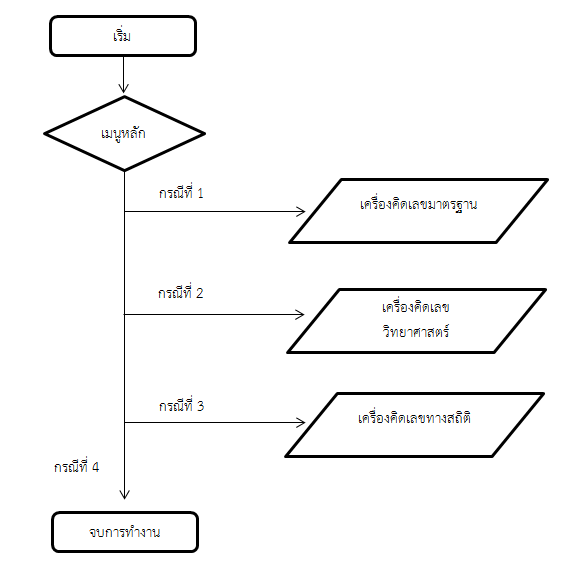 เริ่ม
เมนูหลัก
กรณีที่ 1
เครื่องคิดเลขมาตรฐาน
กรณีที่ 2
เครื่องคิดเลข
วิทยาศาสตร์
กรณีที่ 3
เครื่องคิดเลขทางสถิติ
กรณีที่ 4
จบการทำงาน